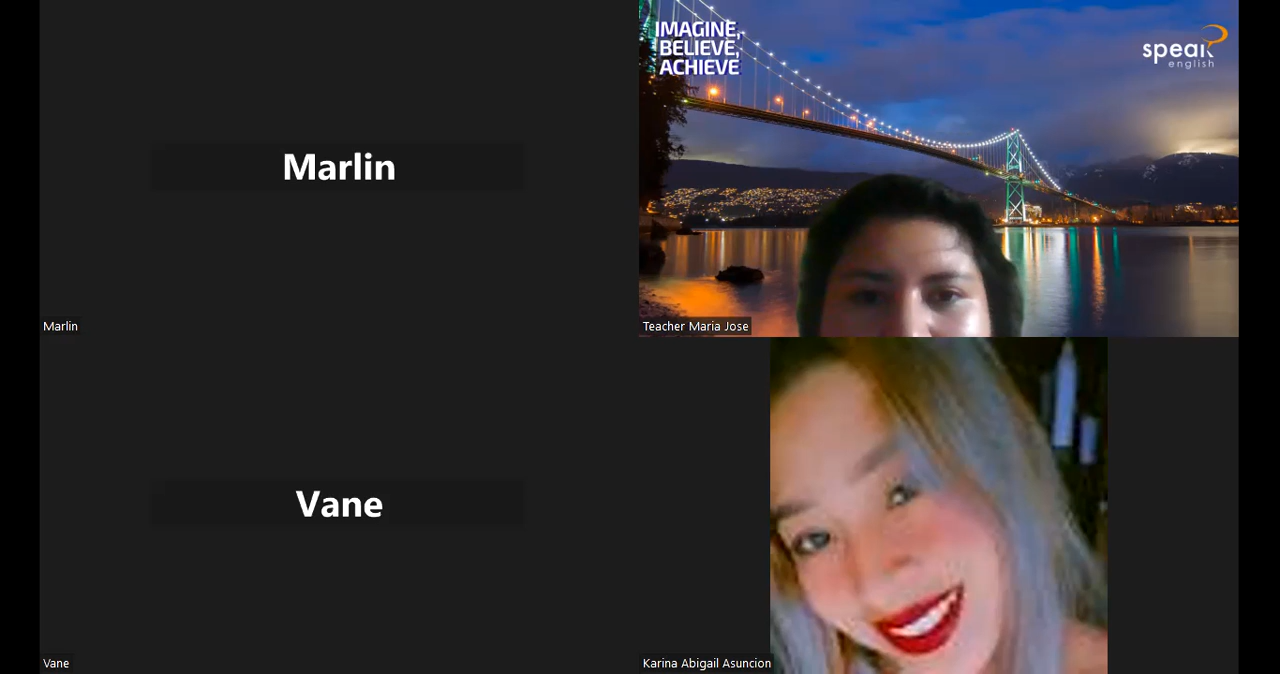 Marlin
Marlin
IMAGINE,
BELIEVE,
ACHIEVE
speak
english
Teacher Maria Jose
Vane
Vane
Karina Abigail Asuncion